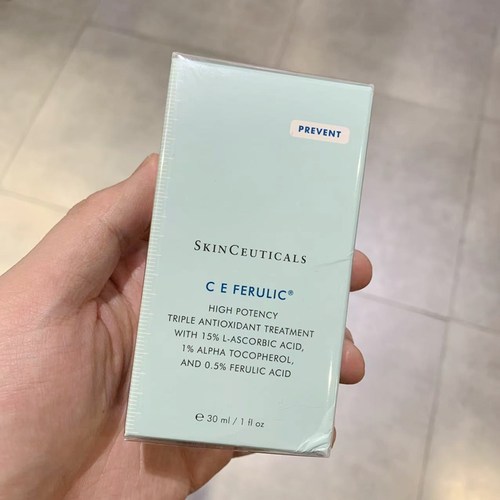 PREVENT
SKINCEUTICALS
C E FERULIC®
HIGH POTENCY
TRIPLE ANTIOXIDANT TREATMENT
WITH 15% L-ASCORBIC ACID,
1% ALPHA TOCOPHEROL,
AND 0.5% FERULIC ACID
℮ 30 ml / 1 fl oz